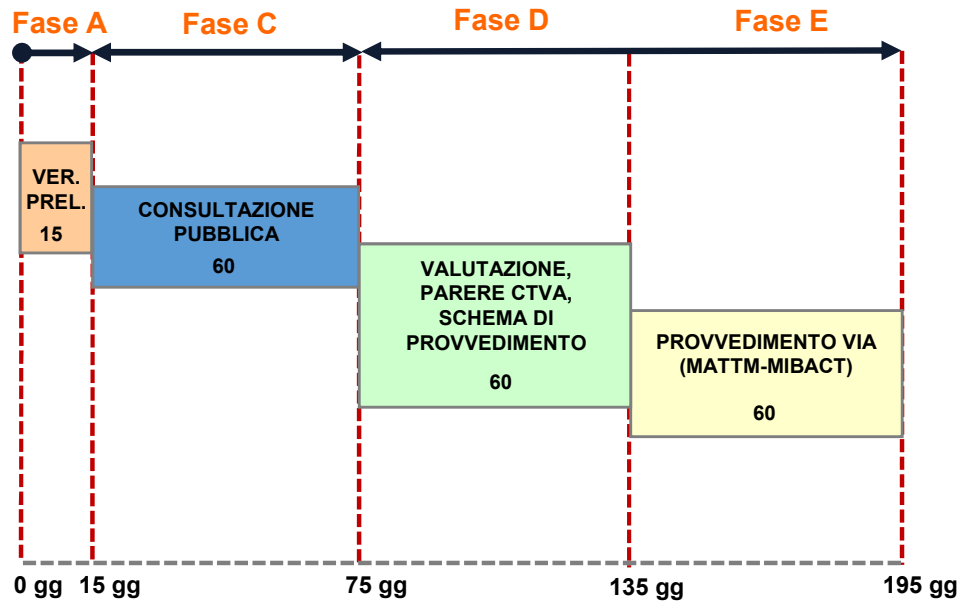 Fase A
Fase C
Fase D
Fase E
VER.
PREL.
15
CONSULTAZIONE
PUBBLICA
60
VALUTAZIONE,
PARERE CTVA,
SCHEMA DI
PROVVEDIMENTO
60
PROVVEDIMENTO VIA
(MATTM-MIBACT)
60
0 gg
15 gg
75 gg
135 gg
195 gg